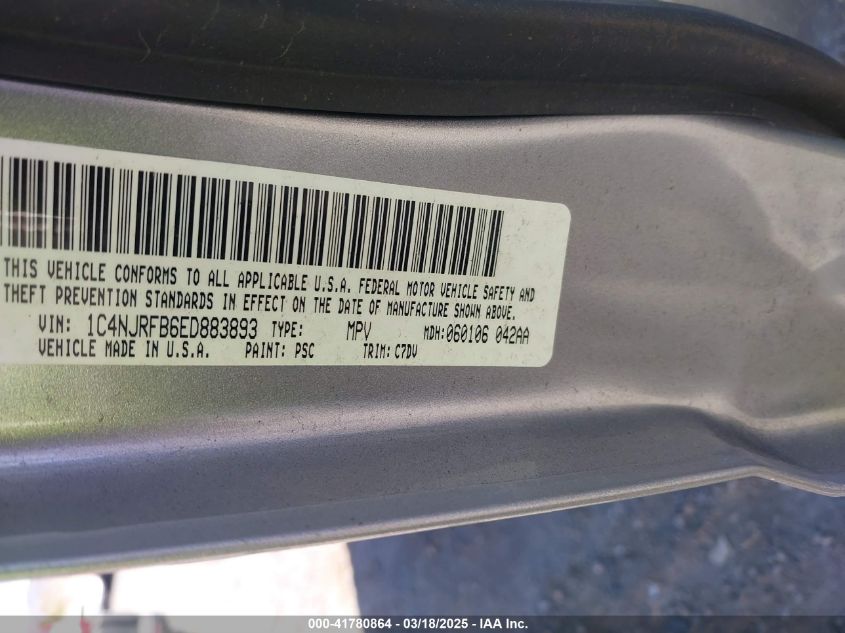 THIS VEHICLE CONFORMS TO ALL APPLICABLE U.S.A. FEDERAL MOTOR VEHICLE SAFETY AND
THEFT PREVENTION STANDARDS IN EFFECT ON THE DATE OF MANUFACTURE SHOWN ABOVE.
VIN: 1C4NJRFB6ED883893 TYPE: MPV MDH:060106 042AA
VEHICLE MADE IN U.S.A. PAINT: PSC TRIM: C7DV
000-41780864 - 03/18/2025 - I.S.A INC.